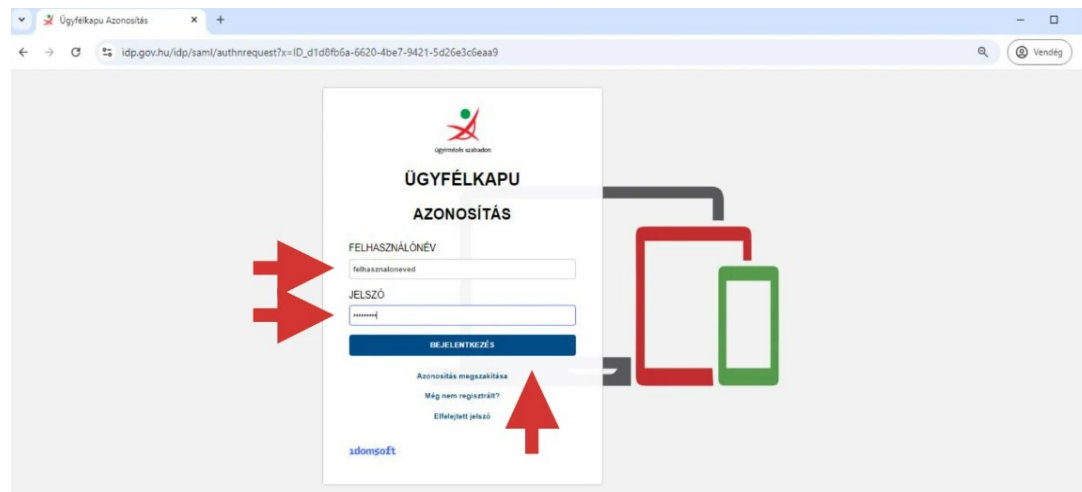 Ügyfélkapu Azonosítás
idp.gov.hu/idp/saml/authnrequest?x=ID_d1d8fb6a-6620-4be7-9421-5d26e3c6eaa9
Vendég
ügyintézés szabadon
ÜGYFÉLKAPU
AZONOSÍTÁS
FELHASZNÁLÓNÉV
felhasznaloneved
JELSZÓ
BEJELENTKEZÉS
Azonosítás megszakítása
Még nem regisztrált?
Elfelejtett jelszó
idomsoft